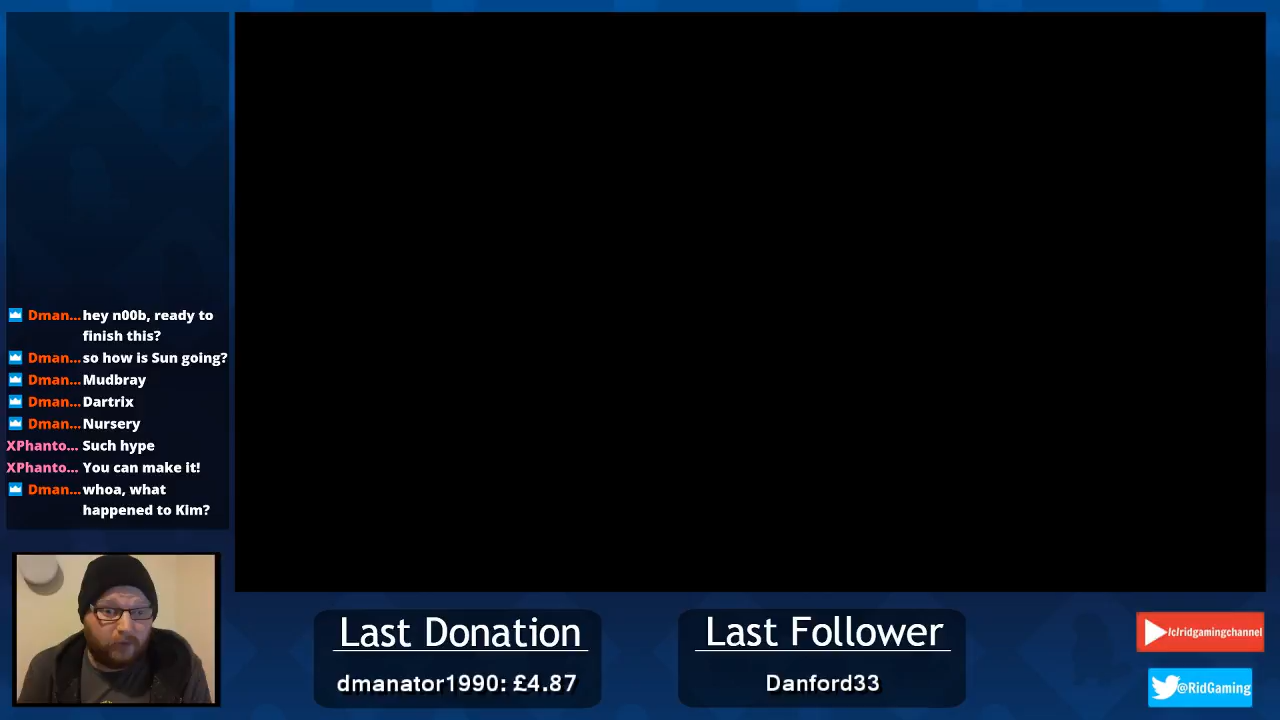 Dman... hey n00b, ready to
finish this?
Dman... so how is Sun going?
Dman... Mudbray
Dman... Dartrix
Dman... Nursery
XPhanto... Such hype
XPhanto... You can make it!
Dman... whoa, what
happened to KIm?
Last Donation
dmanator1990: £4.87
Last Follower
Danford33
/c/ridgamingchannel
@RidGaming